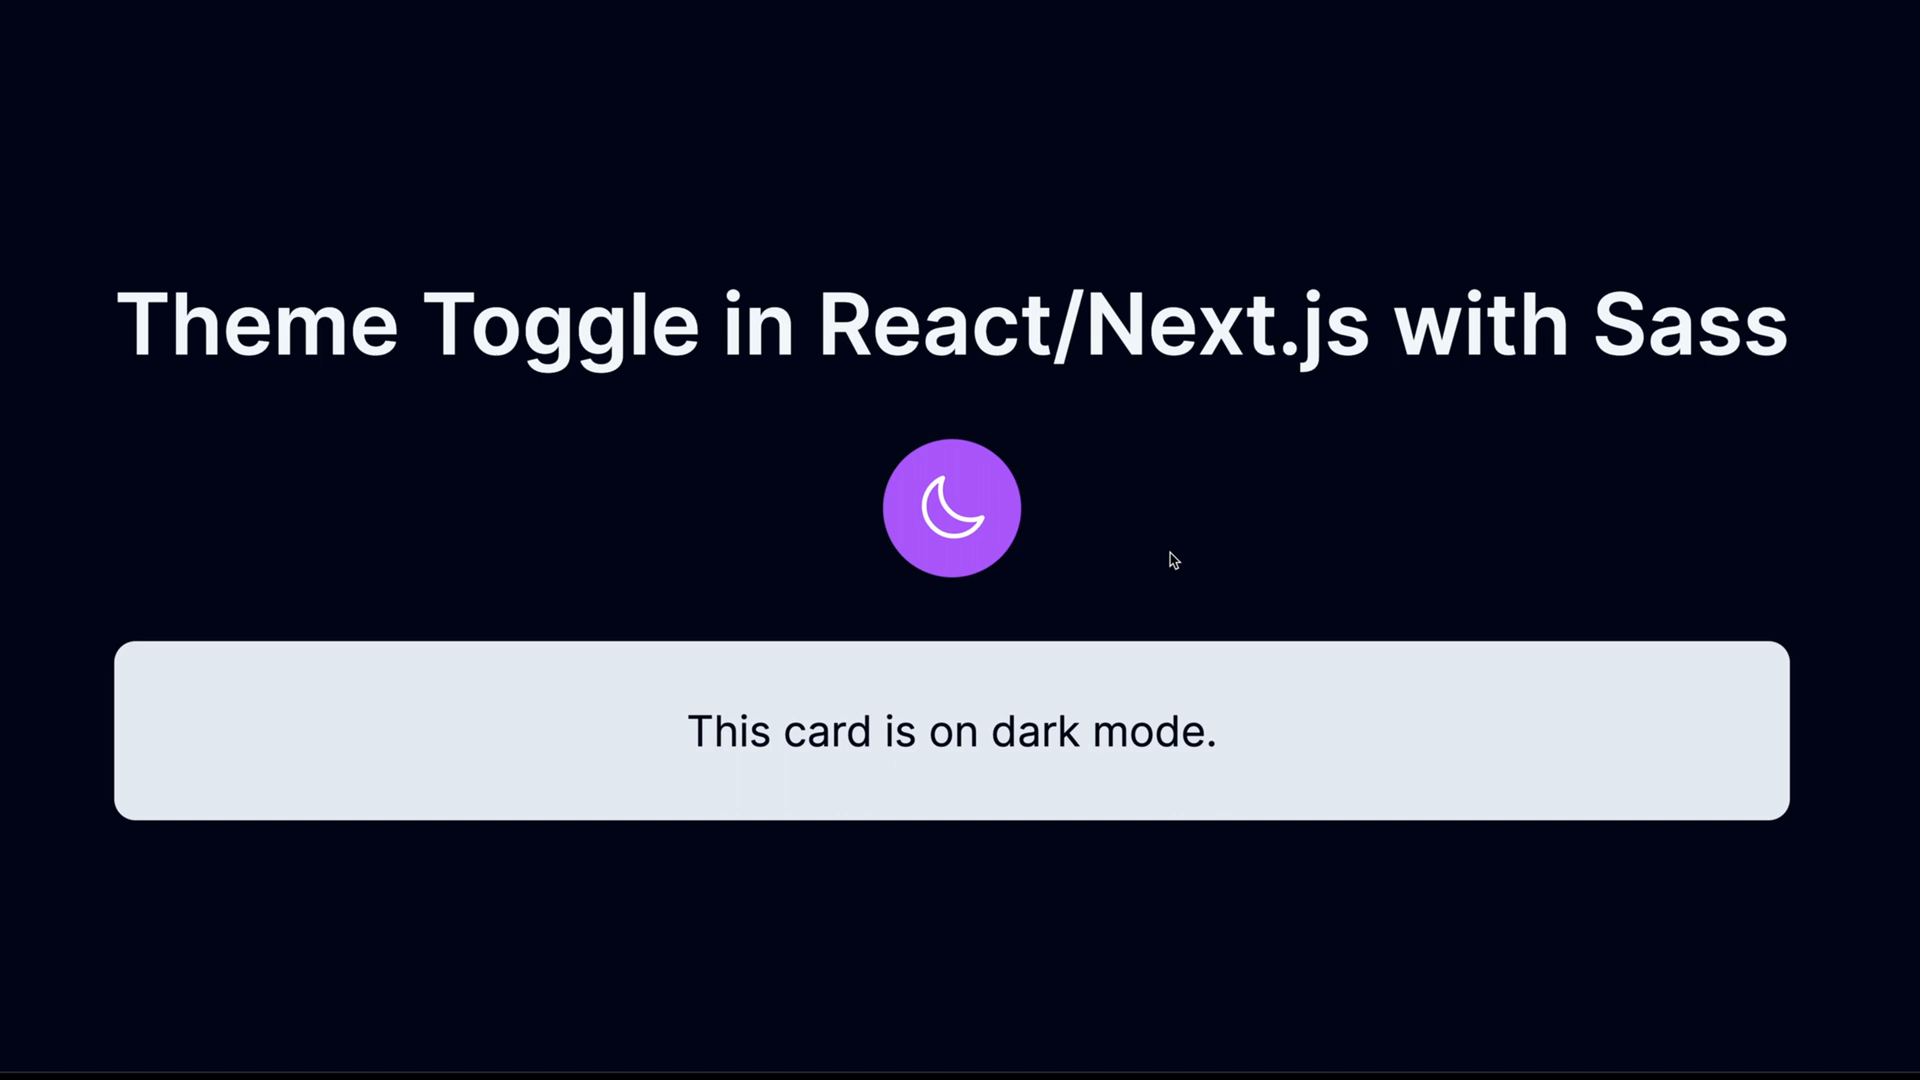 Theme Toggle in React/Next.js with Sass
This card is on dark mode.